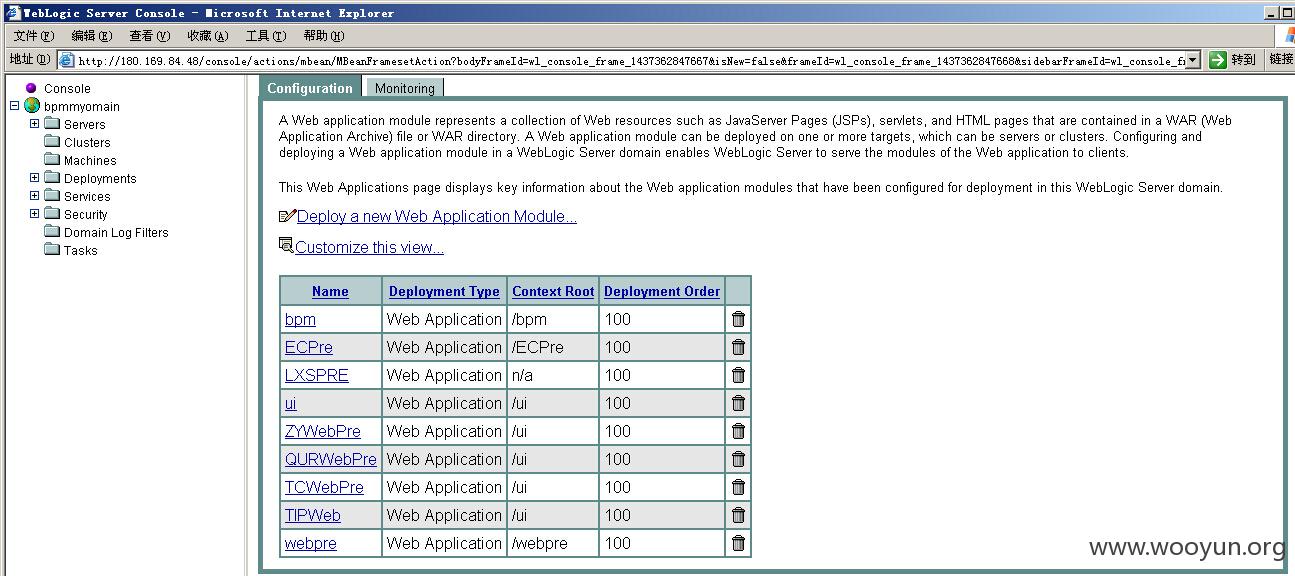 WebLogic Server Console - Microsoft Internet Explorer
文件(F) 编辑(E) 查看(V) 收藏(A) 工具(T) 帮助(H)
地址(D) http://180.169.84.48/console/actions/mbean/MBeanFramesetAction?bodyFrameId=wl_console_frame_1437362847667&isNew=false&frameId=wl_console_frame_1437362847668&sidebarFrameId=wl_console_f 转到 链接
Console
bpmmyomain
Servers
Clusters
Machines
Deployments
Services
Security
Domain Log Filters
Tasks
Configuration Monitoring
A Web application module represents a collection of Web resources such as JavaServer Pages (JSPs), servlets, and HTML pages that are contained in a WAR (Web
Application Archive) file or WAR directory. A Web application module can be deployed on one or more targets, which can be servers or clusters. Configuring and
deploying a Web application module in a WebLogic Server domain enables WebLogic Server to serve the modules of the Web application to clients.
This Web Applications page displays key information about the Web application modules that have been configured for deployment in this WebLogic Server domain.
Deploy a new Web Application Module...
Customize this view...
Name Deployment Type Context Root Deployment Order
bpm Web Application /bpm 100
ECPre Web Application /ECPre 100
LXSPRE Web Application n/a 100
ui Web Application /ui 100
ZYWebPre Web Application /ui 100
QURWebPre Web Application /ui 100
TCWebPre Web Application /ui 100
TIPWeb Web Application /ui 100
webpre Web Application /webpre 100
www.wooyun.org